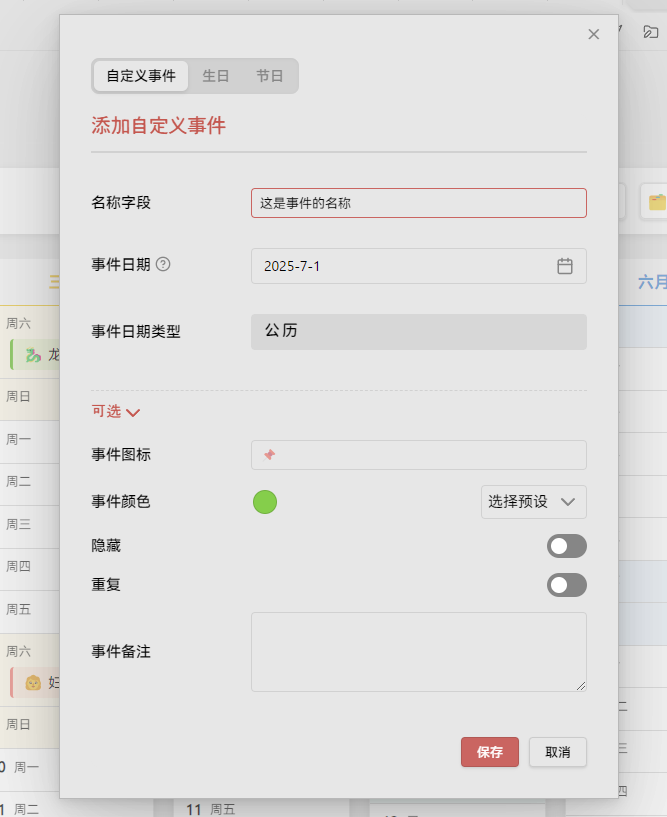 自定义事件 生日 节日
添加自定义事件
名称字段 这是事件的名称
事件日期 2025-7-1
事件日期类型 公历
可选
事件图标
事件颜色 选择预设
隐藏
重复
事件备注
保存 取消
六月
周六
龙
周日
周一
周二
周三
周四
周五
周六
妇
周日
0 周一
1 周二
11 周五
二
三
四